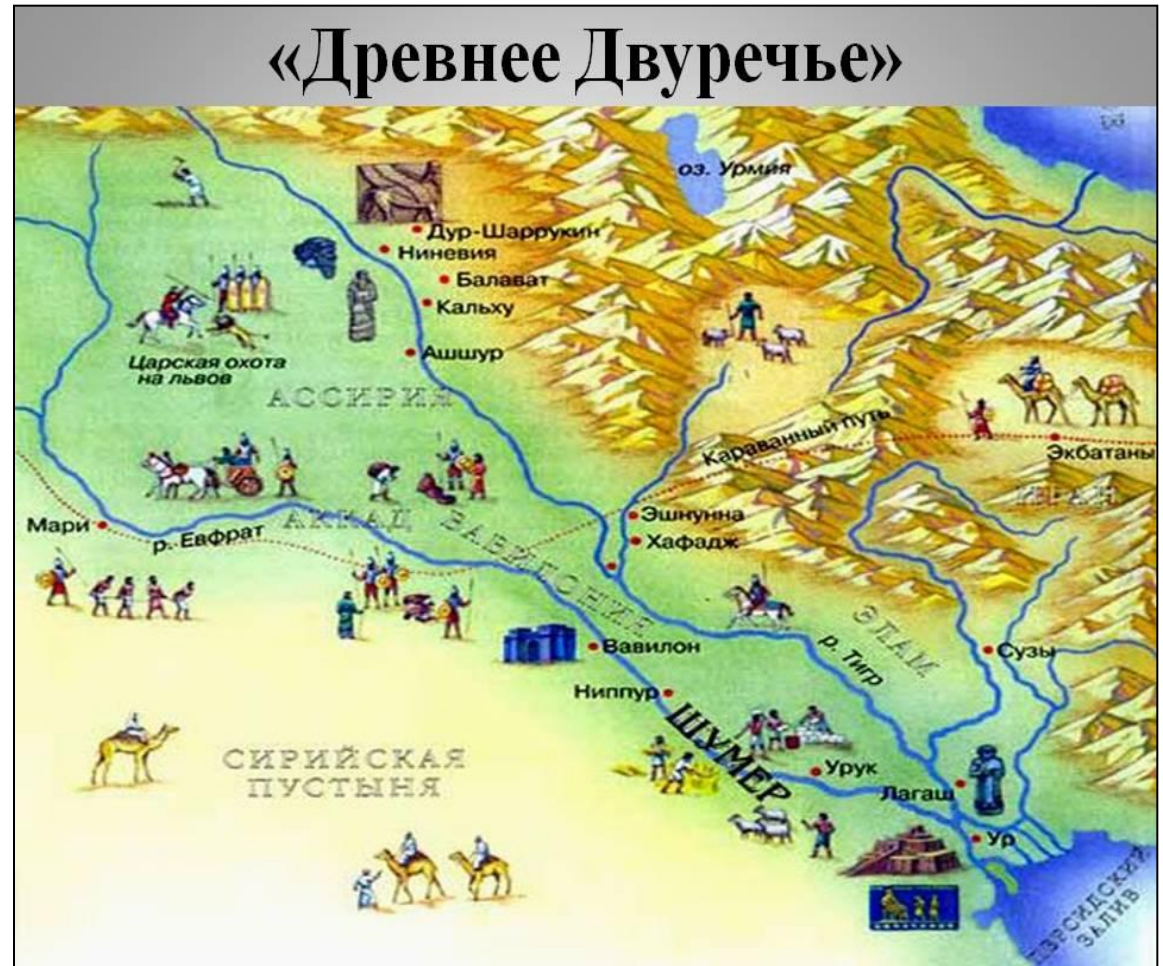 «Древнее Двуречье»
оз. Урмия
Дур-Шаррукин
Ниневия
Балават
Кальху
Ашшур
Царская охота
на львов
АССИРИЯ
Караванный путь
Экбатаны
ИРАН
Мари
р. Евфрат
АККАД
ВАВИЛОНИЯ
Эшнунна
Хафадж
ЭЛАМ
р. Тигр
Сузы
Вавилон
Ниппур
ШУМЕР
СИРИЙСКАЯ
ПУСТЫНЯ
Урук
Лагаш
Ур
ПЕРСИДСКИЙ
ЗАЛИВ